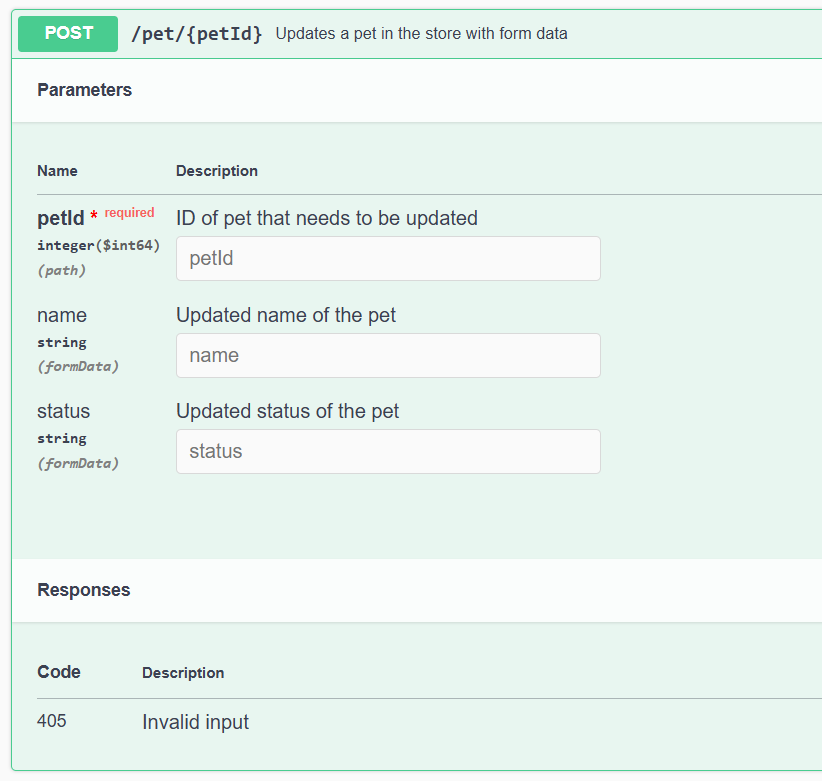 POST /pet/{petId} Updates a pet in the store with form data
Parameters
Name Description
petId * required ID of pet that needs to be updated
integer($int64)
petId
(path)
name Updated name of the pet
string
name
(formData)
status Updated status of the pet
string
status
(formData)
Responses
Code Description
405 Invalid input